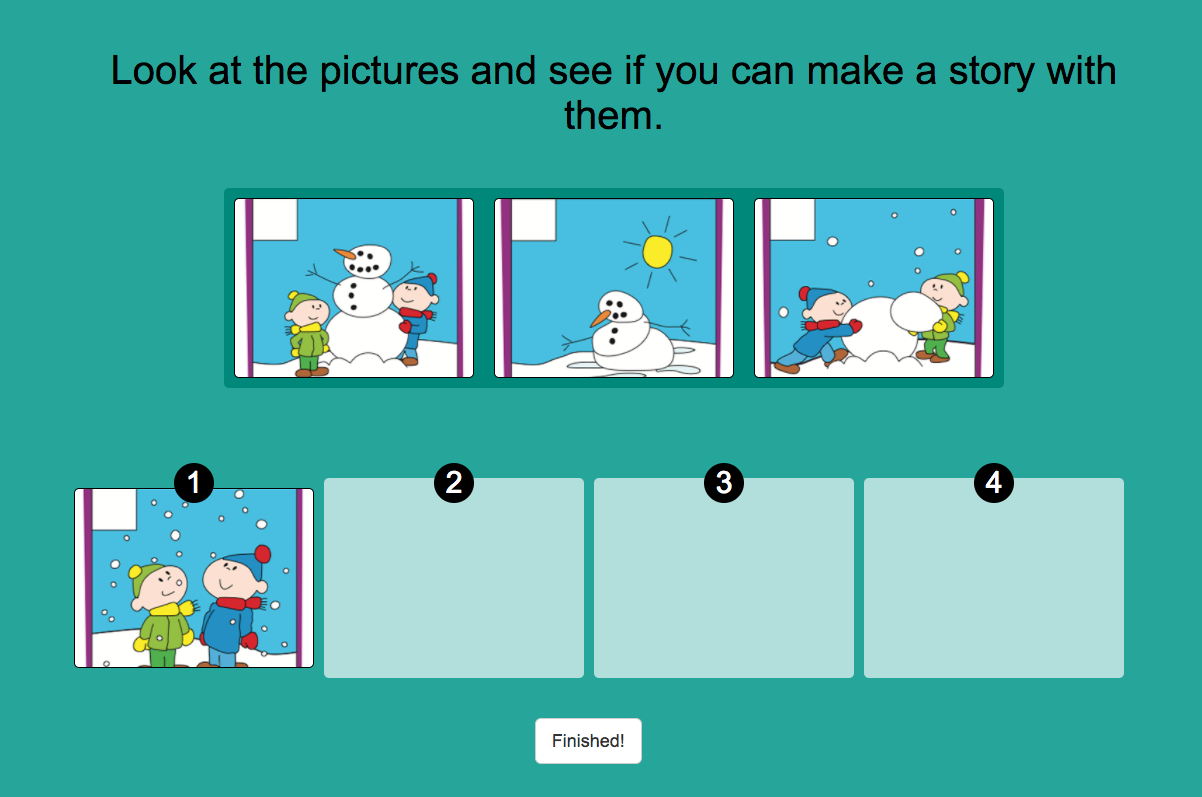 Look at the pictures and see if you can make a story with
them.
1
2
3
4
Finished!